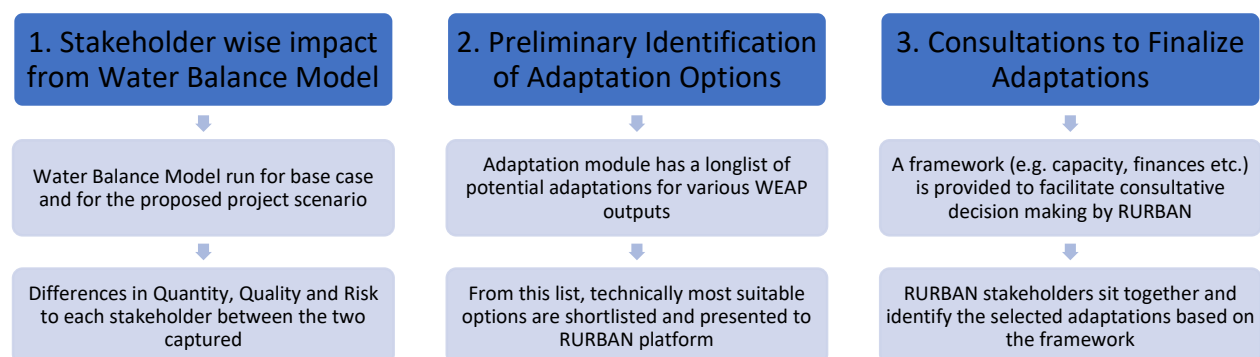 1. Stakeholder wise impact
from Water Balance Model
Water Balance Model run for base case
and for the proposed project scenario
Differences in Quantity, Quality and Risk
to each stakeholder between the two
captured
2. Preliminary Identification
of Adaptation Options
Adaptation module has a longlist of
potential adaptations for various WEAP
outputs
From this list, technically most suitable
options are shortlisted and presented to
RURBAN platform
3. Consultations to Finalize
Adaptations
A framework (e.g. capacity, finances etc.)
is provided to facilitate consultative
decision making by RURBAN
RURBAN stakeholders sit together and
identify the selected adaptations based on
the framework